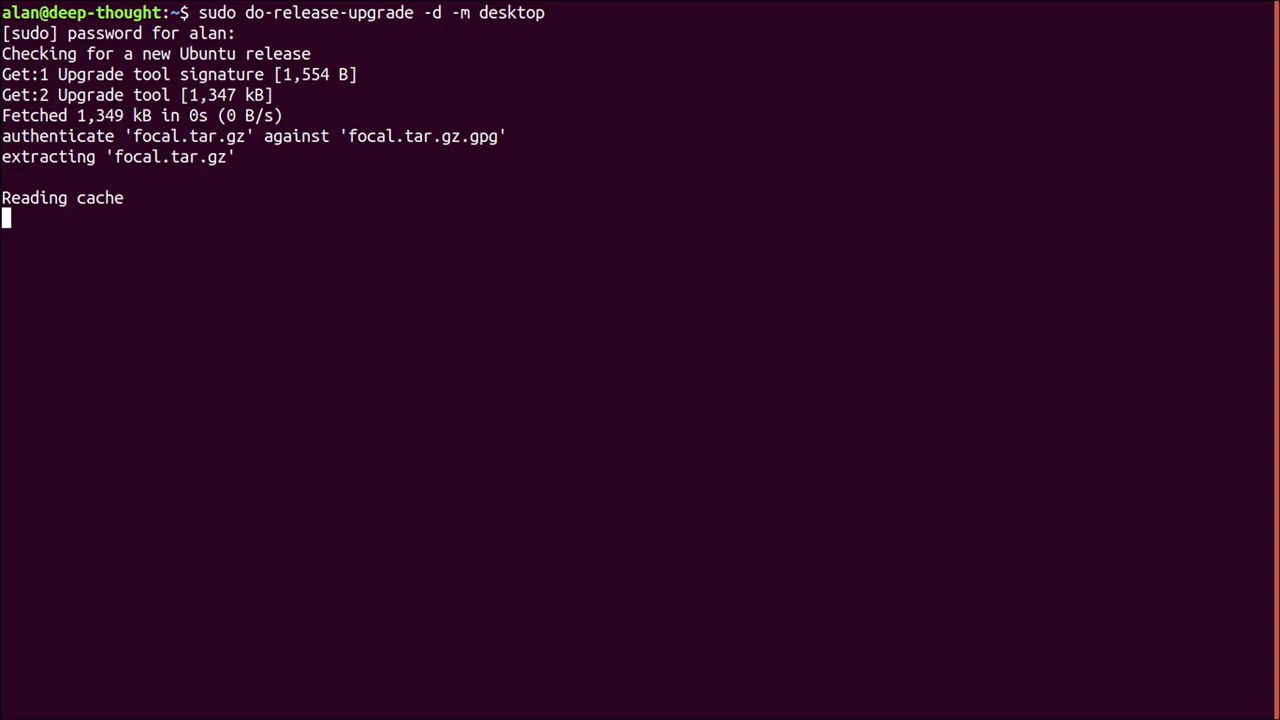 alan@deep-thought:~$ sudo do-release-upgrade -d -m desktop
[sudo] password for alan:
Checking for a new Ubuntu release
Get:1 Upgrade tool signature [1,554 B]
Get:2 Upgrade tool [1,347 kB]
Fetched 1,349 kB in 0s (0 B/s)
authenticate 'focal.tar.gz' against 'focal.tar.gz.gpg'
extracting 'focal.tar.gz'
Reading cache